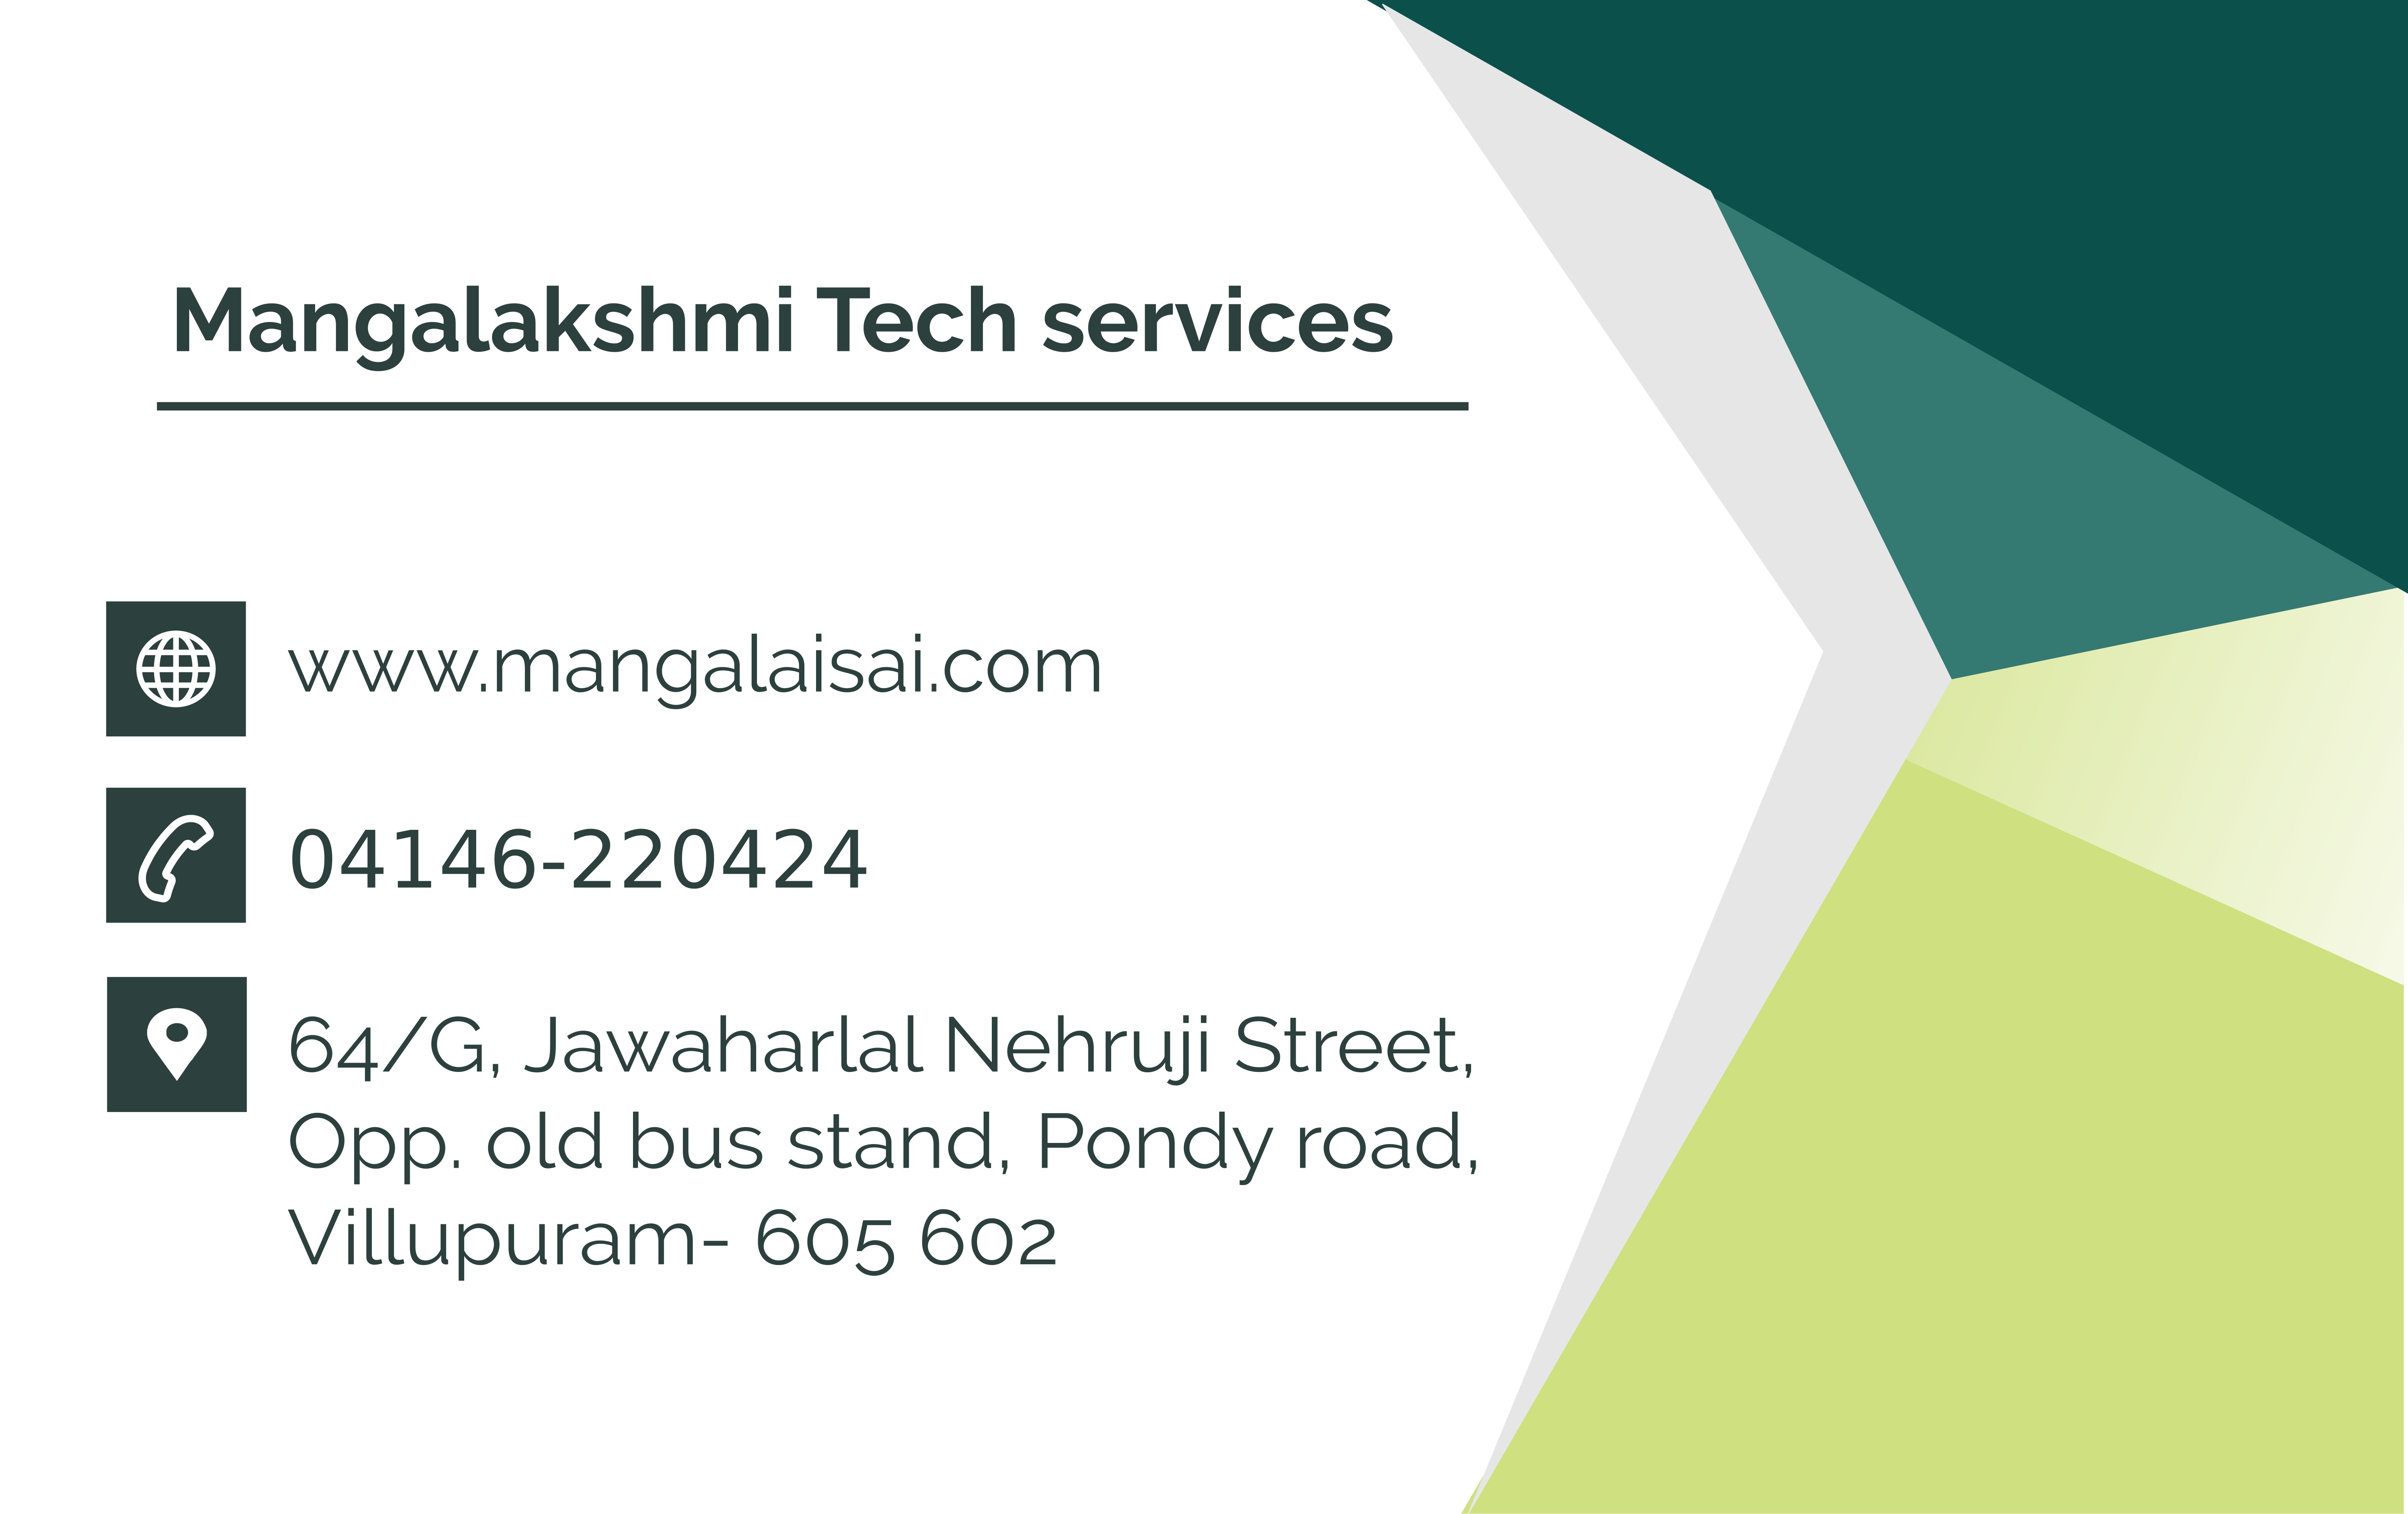 Mangalakshmi Tech services
www.mangalaisai.com
04146-220424
64/G, Jawaharlal Nehruji Street,
Opp. old bus stand, Pondy road,
Villupuram- 605 602